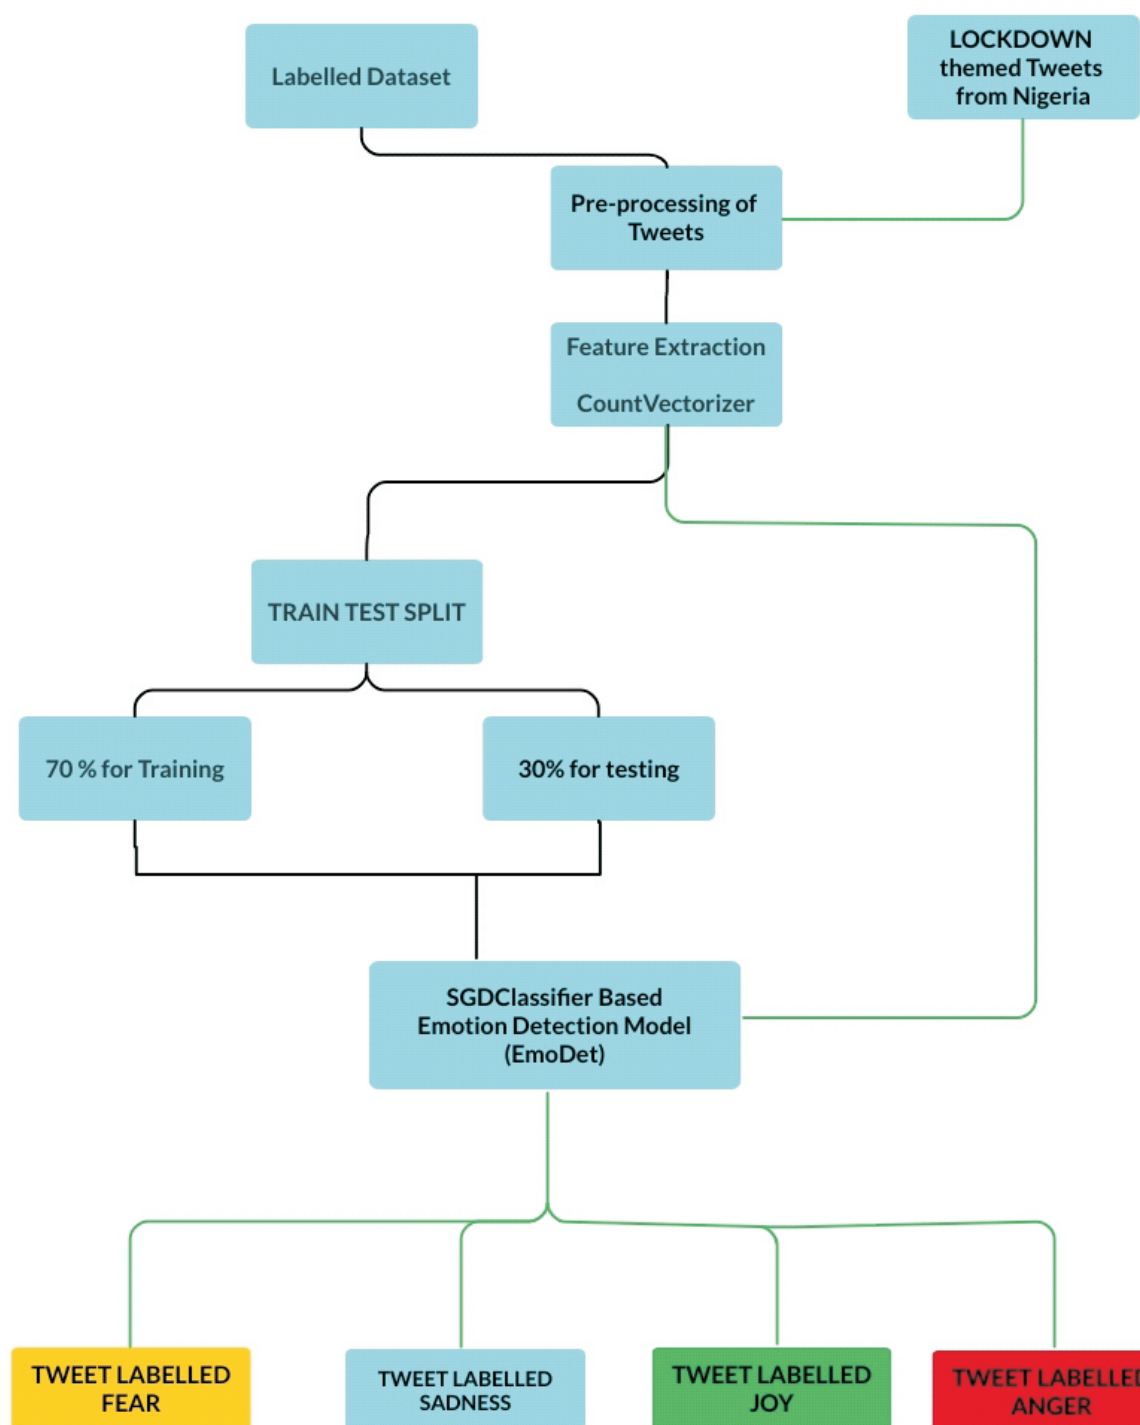 Labelled Dataset
LOCKDOWN
themed Tweets
from Nigeria
Pre-processing of
Tweets
Feature Extraction
CountVectorizer
TRAIN TEST SPLIT
70 % for Training
30% for testing
SGDClassifier Based
Emotion Detection Model
(EmoDet)
TWEET LABELLED
FEAR
TWEET LABELLED
SADNESS
TWEET LABELLED
JOY
TWEET LABELLED
ANGER